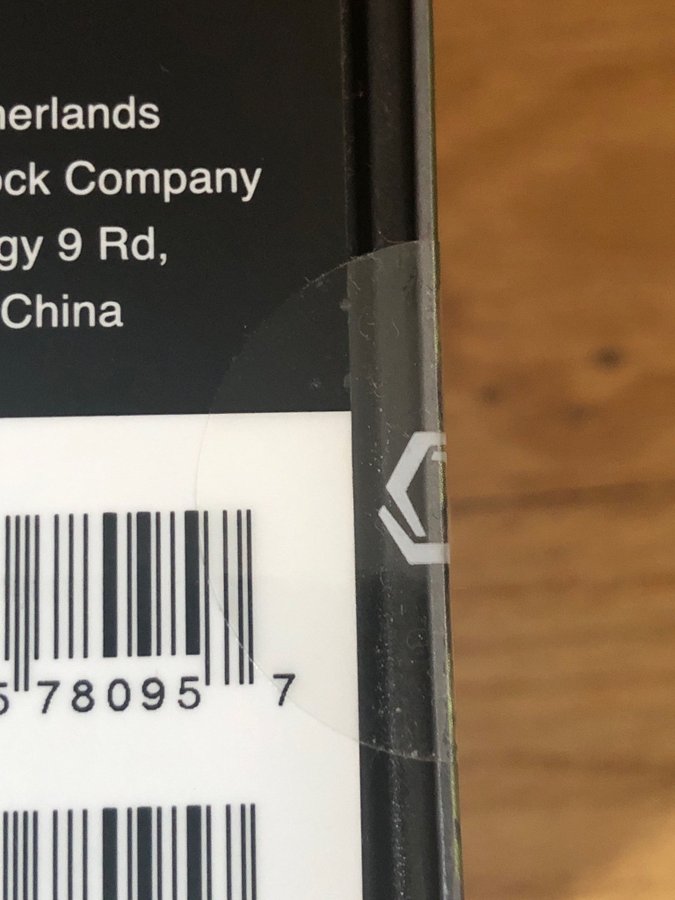 herlands
ock Company
gy 9 Rd,
China
5 78095 7